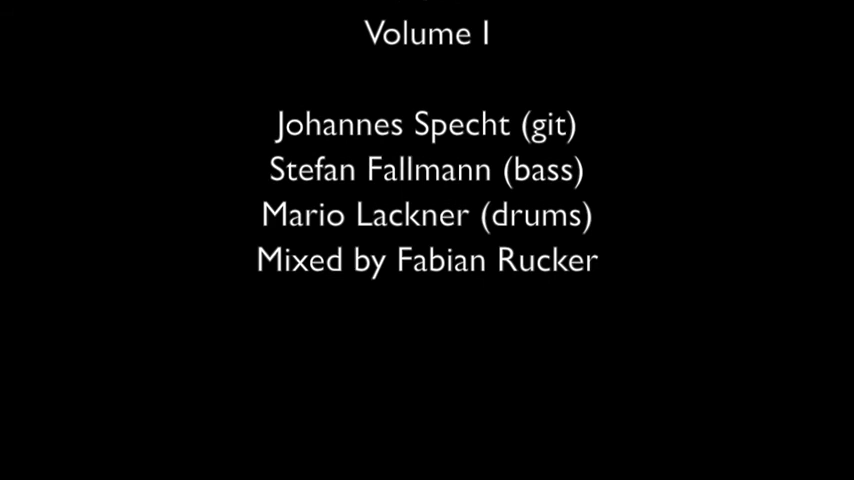 Volume I
Johannes Specht (git)
Stefan Fallmann (bass)
Mario Lackner (drums)
Mixed by Fabian Rucker